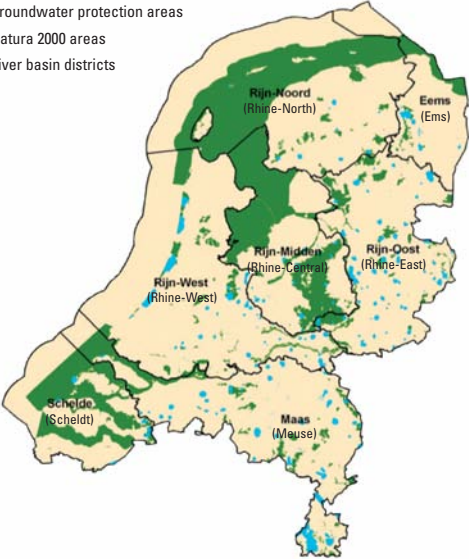 roundwater protection areas
atura 2000 areas
iver basin districts
Rijn-Noord
(Rhine-North)
Eems
(Ems)
Rijn-Midden
(Rhine-Central)
Rijn-Oost
(Rhine-East)
Rijn-West
(Rhine-West)
Schelde
(Scheldt)
Maas
(Meuse)